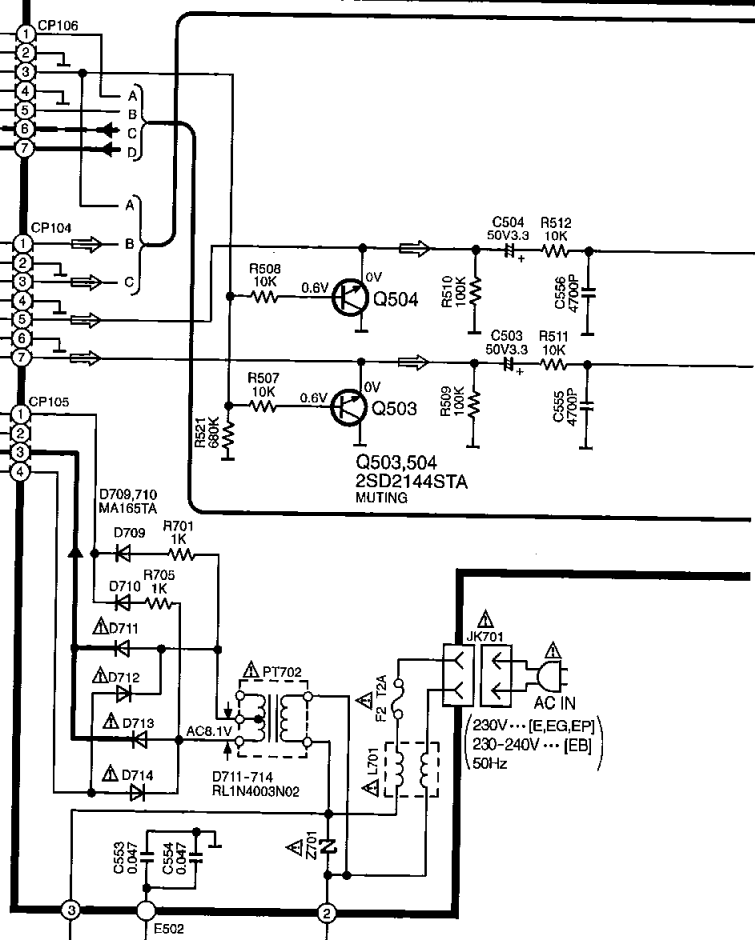 CP106
1
2
3
4
5
6
7
A
B
C
D
A
B
C
CP104
1
2
3
4
5
6
7
R508
10K
0.6V
0V
Q504
R510
100K
C504
50V3.3
+
R512
10K
C556
4700P
R507
10K
0.6V
0V
Q503
R521
680K
R509
100K
C503
50V3.3
+
R511
10K
C555
4700P
Q503,504
2SD2144STA
MUTING
CP105
1
2
3
4
D709,710
MA165TA
D709
R701
1K
D710
R705
1K
D711
D712
D713
D714
AC8.1V
PT702
D711-714
RL1N4003N02
F2 T2A
L701
Z701
JK701
AC IN
230V ··· [E,EG,EP]
230-240V ··· [EB]
50Hz
C553
0.047
C554
0.047
3
E502
2